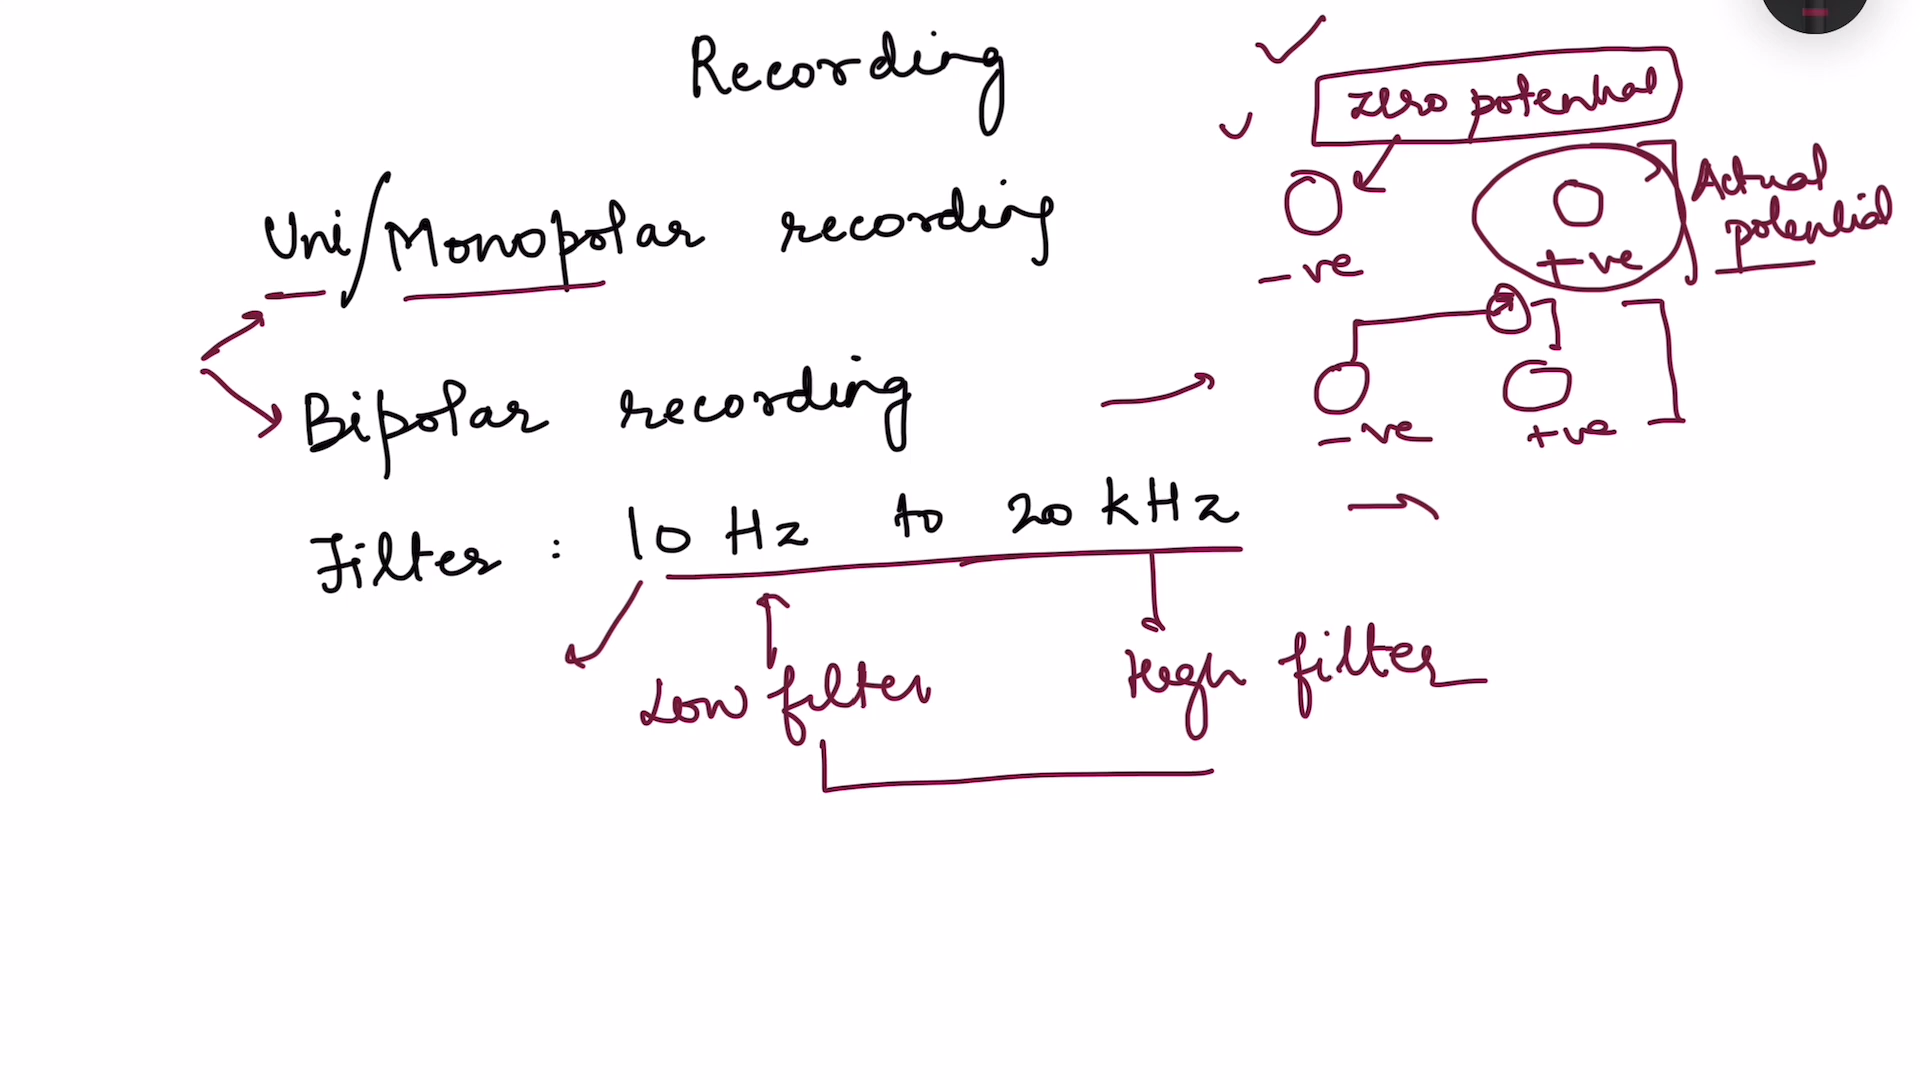 Recording
zero potential
Uni/Monopolar recording
-ve
+ve
Actual
potential
Bipolar recording
-ve
+ve
Filter : 10 Hz to 20 kHz
Low filter
High filter